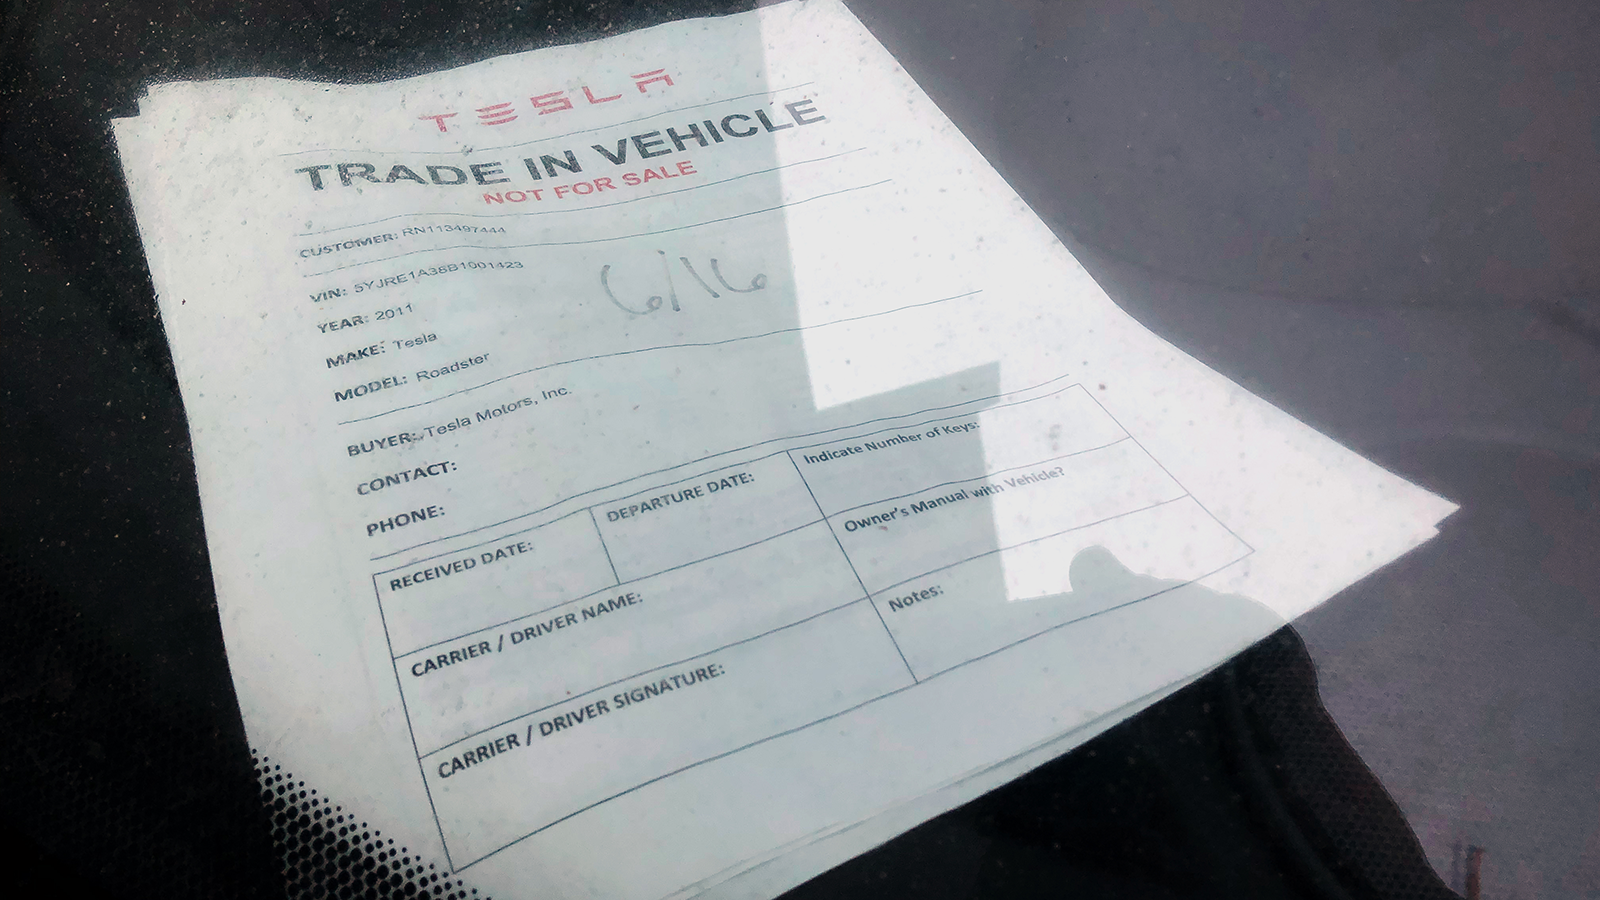 TESLA
TRADE IN VEHICLE
NOT FOR SALE
CUSTOMER: RN113497444
VIN: 5YJRE1A38B1001423
YEAR: 2011
6/16
MAKE: Tesla
MODEL: Roadster
BUYER: Tesla Motors, Inc.
CONTACT:
PHONE:
RECEIVED DATE:
DEPARTURE DATE:
Indicate Number of Keys:
CARRIER / DRIVER NAME:
Owner's Manual with Vehicle?
CARRIER / DRIVER SIGNATURE:
Notes: